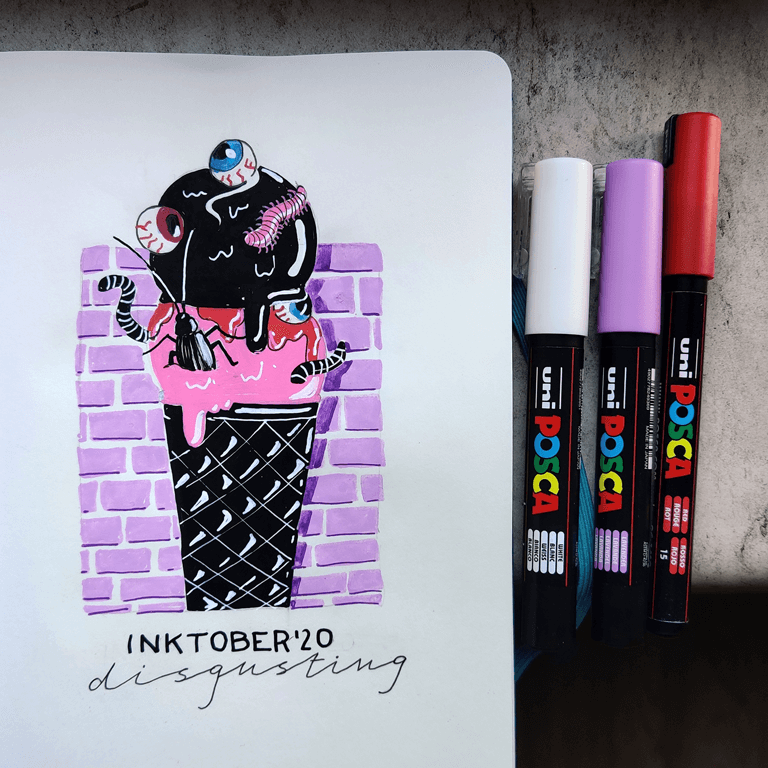 INKTOBER'20
disgusting
uni POSCA
WHITE
BLANC
WEISS
BIANCO
BLANCO
uni POSCA
uni POSCA
RED ROSSO
ROUGE ROJO
ROT 15